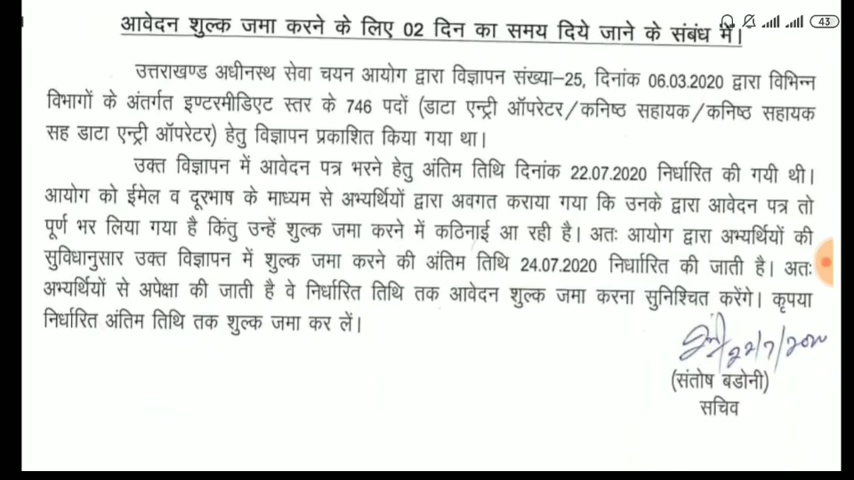 आवेदन शुल्क जमा करने के लिए 02 दिन का समय दिये जाने के संबंध में।
43
उत्तराखण्ड अधीनस्थ सेवा चयन आयोग द्वारा विज्ञापन संख्या–25, दिनांक 06.03.2020 द्वारा विभिन्न
विभागों के अंतर्गत इण्टरमीडिएट स्तर के 746 पदों (डाटा एन्ट्री ऑपरेटर/कनिष्ठ सहायक/कनिष्ठ सहायक
सह डाटा एन्ट्री ऑपरेटर) हेतु विज्ञापन प्रकाशित किया गया था।
उक्त विज्ञापन में आवेदन पत्र भरने हेतु अंतिम तिथि दिनांक 22.07.2020 निर्धारित की गयी थी।
आयोग को ईमेल व दूरभाष के माध्यम से अभ्यर्थियों द्वारा अवगत कराया गया कि उनके द्वारा आवेदन पत्र तो
पूर्ण भर लिया गया है किंतु उन्हें शुल्क जमा करने में कठिनाई आ रही है। अतः आयोग द्वारा अभ्यर्थियों की
सुविधानुसार उक्त विज्ञापन में शुल्क जमा करने की अंतिम तिथि 24.07.2020 निर्धाारित की जाती है। अतः
अभ्यर्थियों से अपेक्षा की जाती है वे निर्धारित तिथि तक आवेदन शुल्क जमा करना सुनिश्चित करेंगे। कृपया
निर्धारित अंतिम तिथि तक शुल्क जमा कर लें।
22/7/2020
(संतोष बडोनी)
सचिव